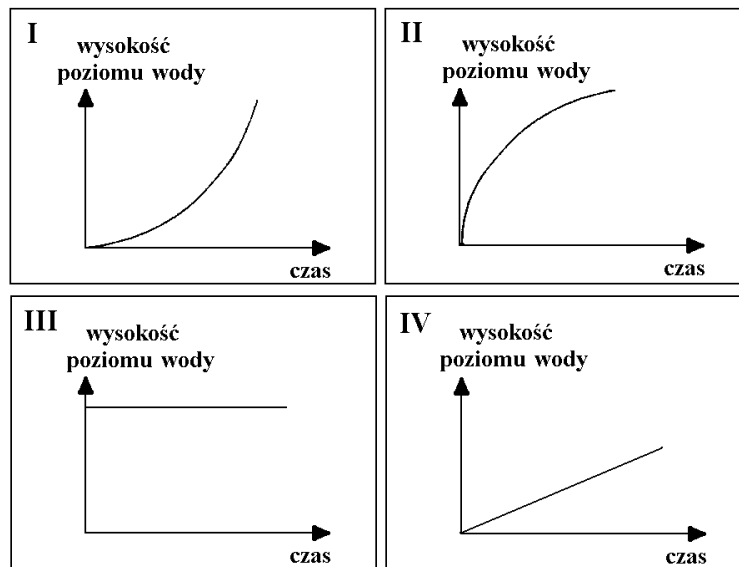 I
wysokość
poziomu wody
czas
II
wysokość
poziomu wody
czas
III
wysokość
poziomu wody
czas
IV
wysokość
poziomu wody
czas